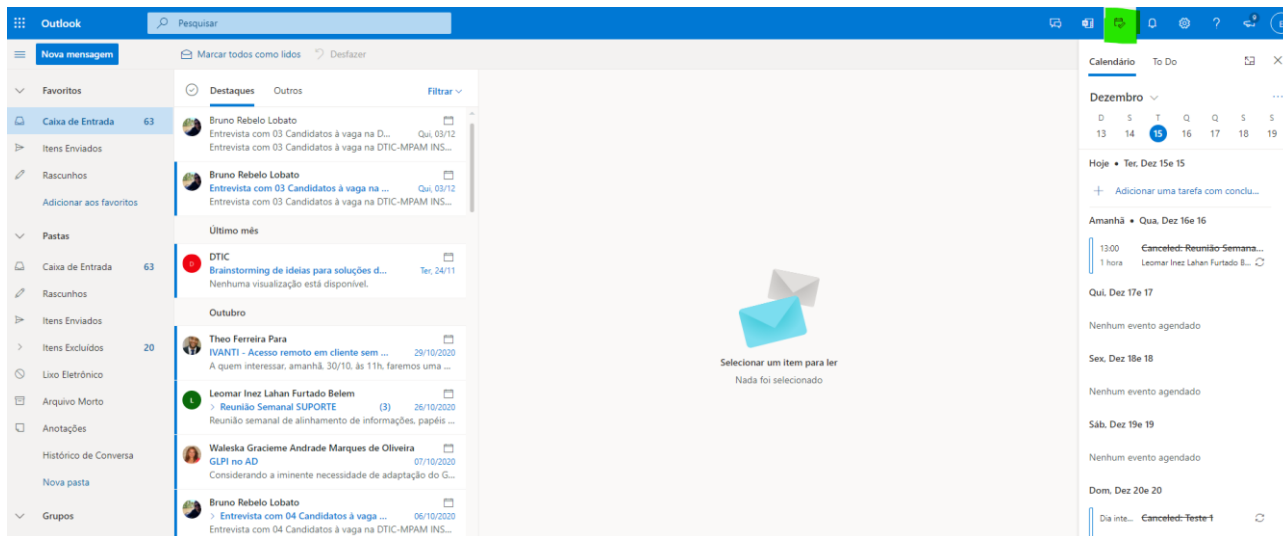 Outlook
Pesquisar
9
Nova mensagem
Marcar todos como lidos
Desfazer
Favoritos
Caixa de Entrada 63
Itens Enviados
Rascunhos
Adicionar aos favoritos
Pastas
Caixa de Entrada 63
Rascunhos
Itens Enviados
Itens Excluídos 20
Lixo Eletrônico
Arquivo Morto
Anotações
Histórico de Conversa
Nova pasta
Grupos
Destaques Outros Filtrar
Bruno Rebelo Lobato
Entrevista com 03 Candidatos à vaga na D... Qui, 03/12
Entrevista com 03 Candidatos à vaga na DTIC-MPAM INS...
Bruno Rebelo Lobato
Entrevista com 03 Candidatos à vaga na ... Qui, 03/12
Entrevista com 03 Candidatos à vaga na DTIC-MPAM INS...
Último mês
D
DTIC
Brainstorming de ideias para soluções d... Ter, 24/11
Nenhuma visualização está disponível.
Outubro
Theo Ferreira Para
IVANTI - Acesso remoto em cliente sem ... 29/10/2020
A quem interessar, amanhã, 30/10, às 11h, faremos uma ...
L
Leomar Inez Lahan Furtado Belem
> Reunião Semanal SUPORTE (3) 26/10/2020
Reunião semanal de alinhamento de informações, papéis ...
Waleska Gracieme Andrade Marques de Oliveira
GLPI no AD 07/10/2020
Considerando a iminente necessidade de adaptação do G...
Bruno Rebelo Lobato
> Entrevista com 04 Candidatos à vaga ... 06/10/2020
Entrevista com 04 Candidatos à vaga na DTIC-MPAM INS...
Selecionar um item para ler
Nada foi selecionado
Calendário To Do
Dezembro
D S T Q Q S S
13 14 15 16 17 18 19
Hoje • Ter, Dez 15e 15
+ Adicionar uma tarefa com conclu...
Amanhã • Qua, Dez 16e 16
13:00 Canceled: Reunião Semana...
1 hora Leomar Inez Lahan Furtado B...
Qui, Dez 17e 17
Nenhum evento agendado
Sex, Dez 18e 18
Nenhum evento agendado
Sáb, Dez 19e 19
Nenhum evento agendado
Dom, Dez 20e 20
Dia inte... Canceled: Teste 1